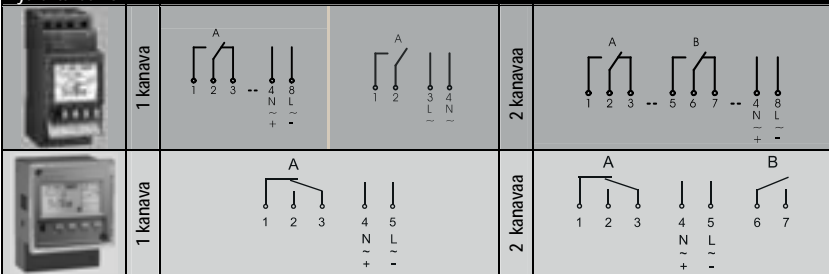 A A A B
1 kanava
2 kanavaa
1 2 3 -- 4 8
N L
~ ~
+ -
1 2 3 4
L N
~ ~
1 2 3 -- 5 6 7 -- 4 8
N L
~ ~
+ -
A A B
1 kanava
2 kanavaa
1 2 3 4 5
N L
~ ~
+ -
1 2 3 4 5 6 7
N L
~ ~
+ -